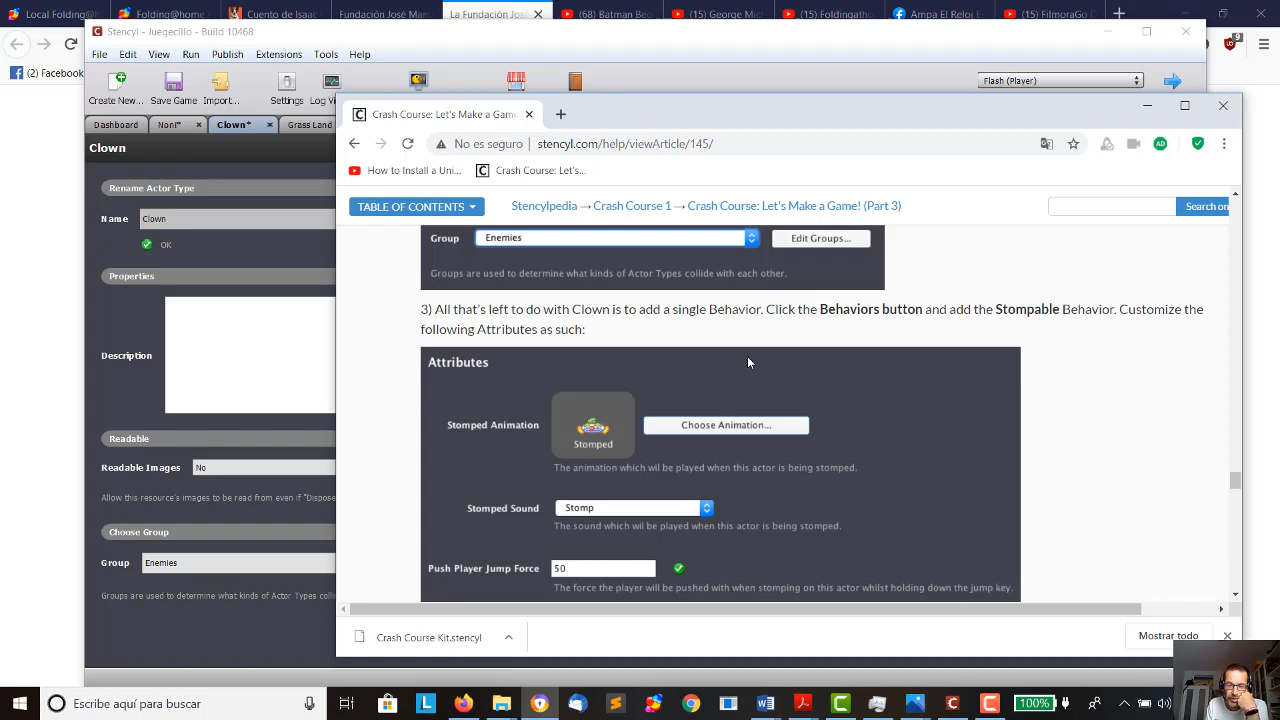 Local Folding@
Folding@home
Cuento de Isaac
Fundación José Mar
La Fundación José
(68) Batman Be
(15) George Mic
(15) Foldingatho
(15) FilmoraGo
Ampa El Reloj E
Stencyl - Juegecillo - Build 10468
File Edit View Run Publish Extensions Tools Help
9
(2) Facebook
Create New... Save Game Import... Settings Log Vi
Flash (Player)
Crash Course: Let's Make a Game
Dashboard Noni* Clown* Grass Land
Clown
No es seguro stencyl.com/help/viewArticle/145/
AD
How to Install a Uni... Crash Course: Let's...
Rename Actor Type
Name Clown
OK
TABLE OF CONTENTS Stencylpedia → Crash Course 1 → Crash Course: Let's Make a Game! (Part 3) Search on
Group Enemies Edit Groups...
Groups are used to determine what kinds of Actor Types collide with each other.
Properties
Description
3) All that's left to do with Clown is to add a single Behavior. Click the Behaviors button and add the Stompable Behavior. Customize the
following Attributes as such:
Attributes
Stomped Animation Choose Animation...
Stomped
The animation which wil be played when this actor is being stomped.
Readable
Readable Images No
Allow this resource's images to be read from even if "Dispose
Stomped Sound Stomp
The sound which wil be played when this actor is being stomped.
Choose Group
Group Enemies
Groups are used to determine what kinds of Actor Types colli
Push Player Jump Force 50
The force the player will be pushed with when stomping on this actor whilst holding down the jump key.
Crash Course Kit.stencyl
Mostrar todo
Escribe aquí para buscar
100%